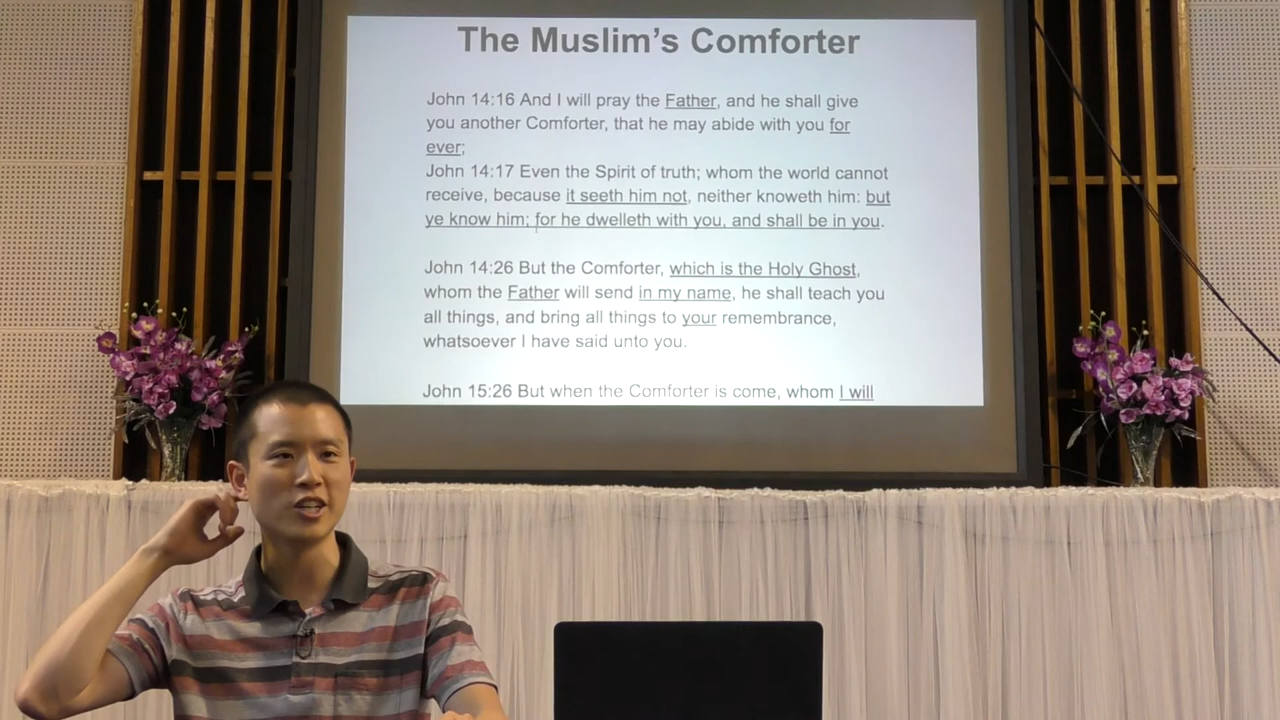 The Muslim's Comforter
John 14:16 And I will pray the Father, and he shall give
you another Comforter, that he may abide with you for
ever;
John 14:17 Even the Spirit of truth; whom the world cannot
receive, because it seeth him not, neither knoweth him: but
ye know him; for he dwelleth with you, and shall be in you.
John 14:26 But the Comforter, which is the Holy Ghost,
whom the Father will send in my name, he shall teach you
all things, and bring all things to your remembrance,
whatsoever I have said unto you.
John 15:26 But when the Comforter is come, whom I will